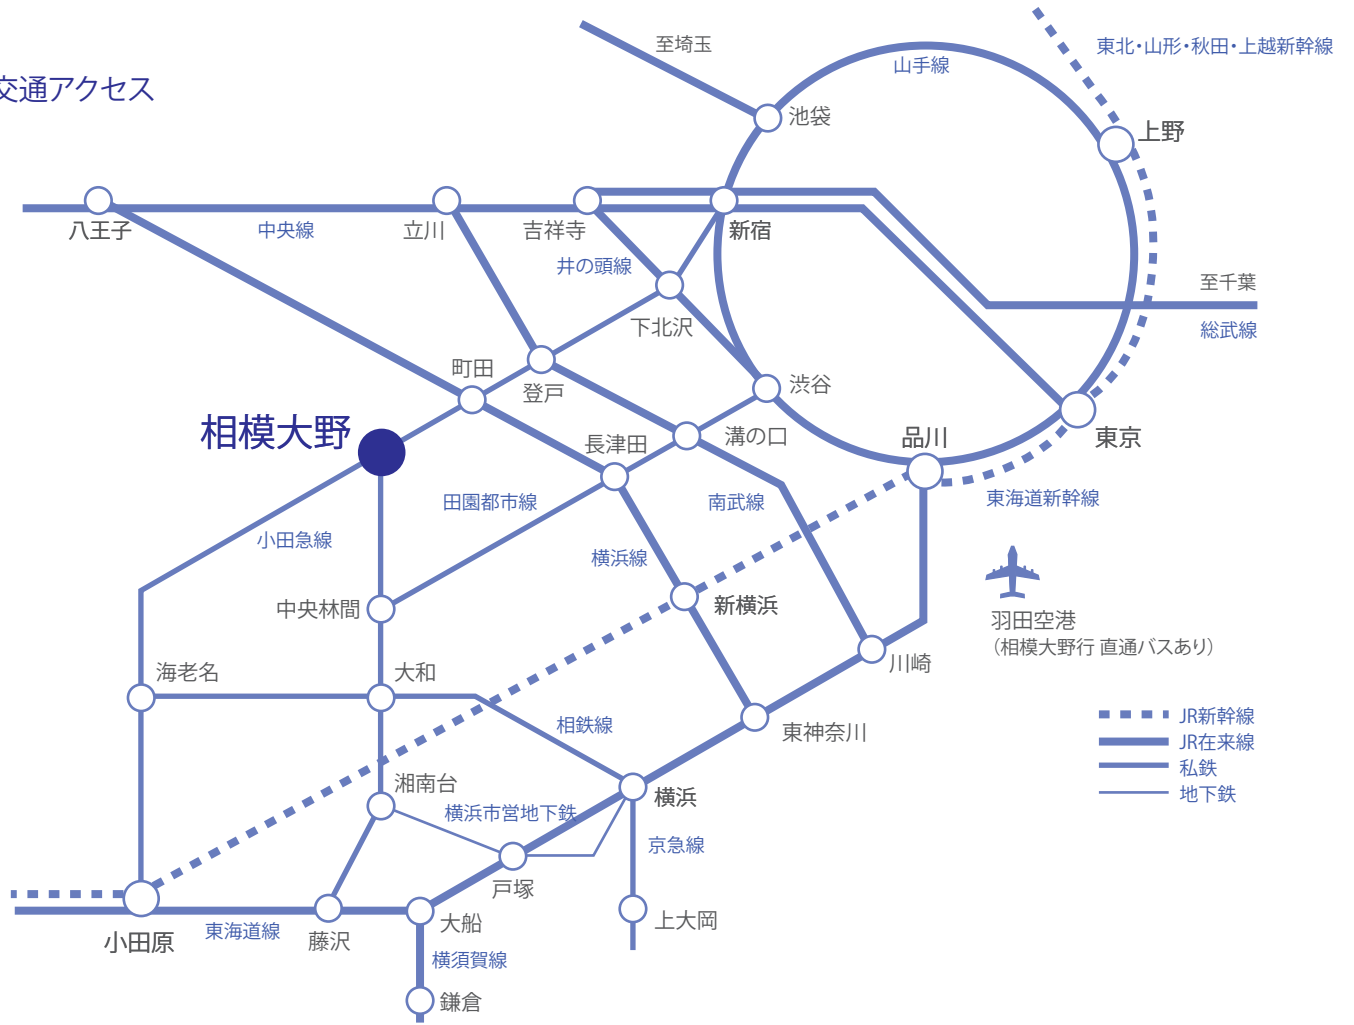 交通アクセス
至埼玉
山手線
東北・山形・秋田・上越新幹線
池袋
上野
八王子
中央線
立川
吉祥寺
新宿
井の頭線
至千葉
総武線
下北沢
町田
登戸
渋谷
相模大野
長津田
溝の口
品川
東京
田園都市線
南武線
東海道新幹線
小田急線
横浜線
中央林間
新横浜
羽田空港
（相模大野行 直通バスあり）
海老名
大和
川崎
相鉄線
東神奈川
JR新幹線
JR在来線
私鉄
地下鉄
湘南台
横浜市営地下鉄
横浜
京急線
戸塚
小田原
東海道線
藤沢
大船
上大岡
横須賀線
鎌倉